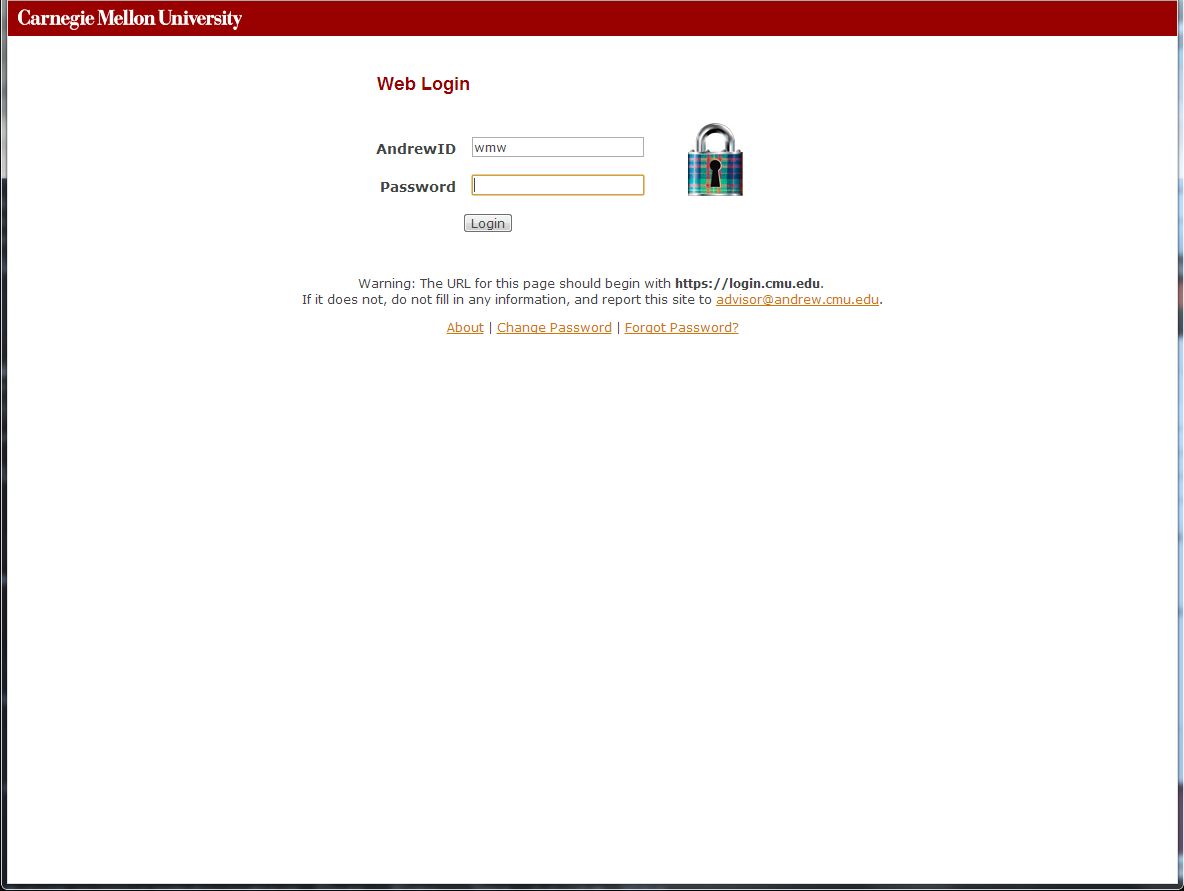 Carnegie Mellon University
Web Login
AndrewID wmw
Password
Login
Warning: The URL for this page should begin with https://login.cmu.edu.
If it does not, do not fill in any information, and report this site to advisor@andrew.cmu.edu.
About | Change Password | Forgot Password?